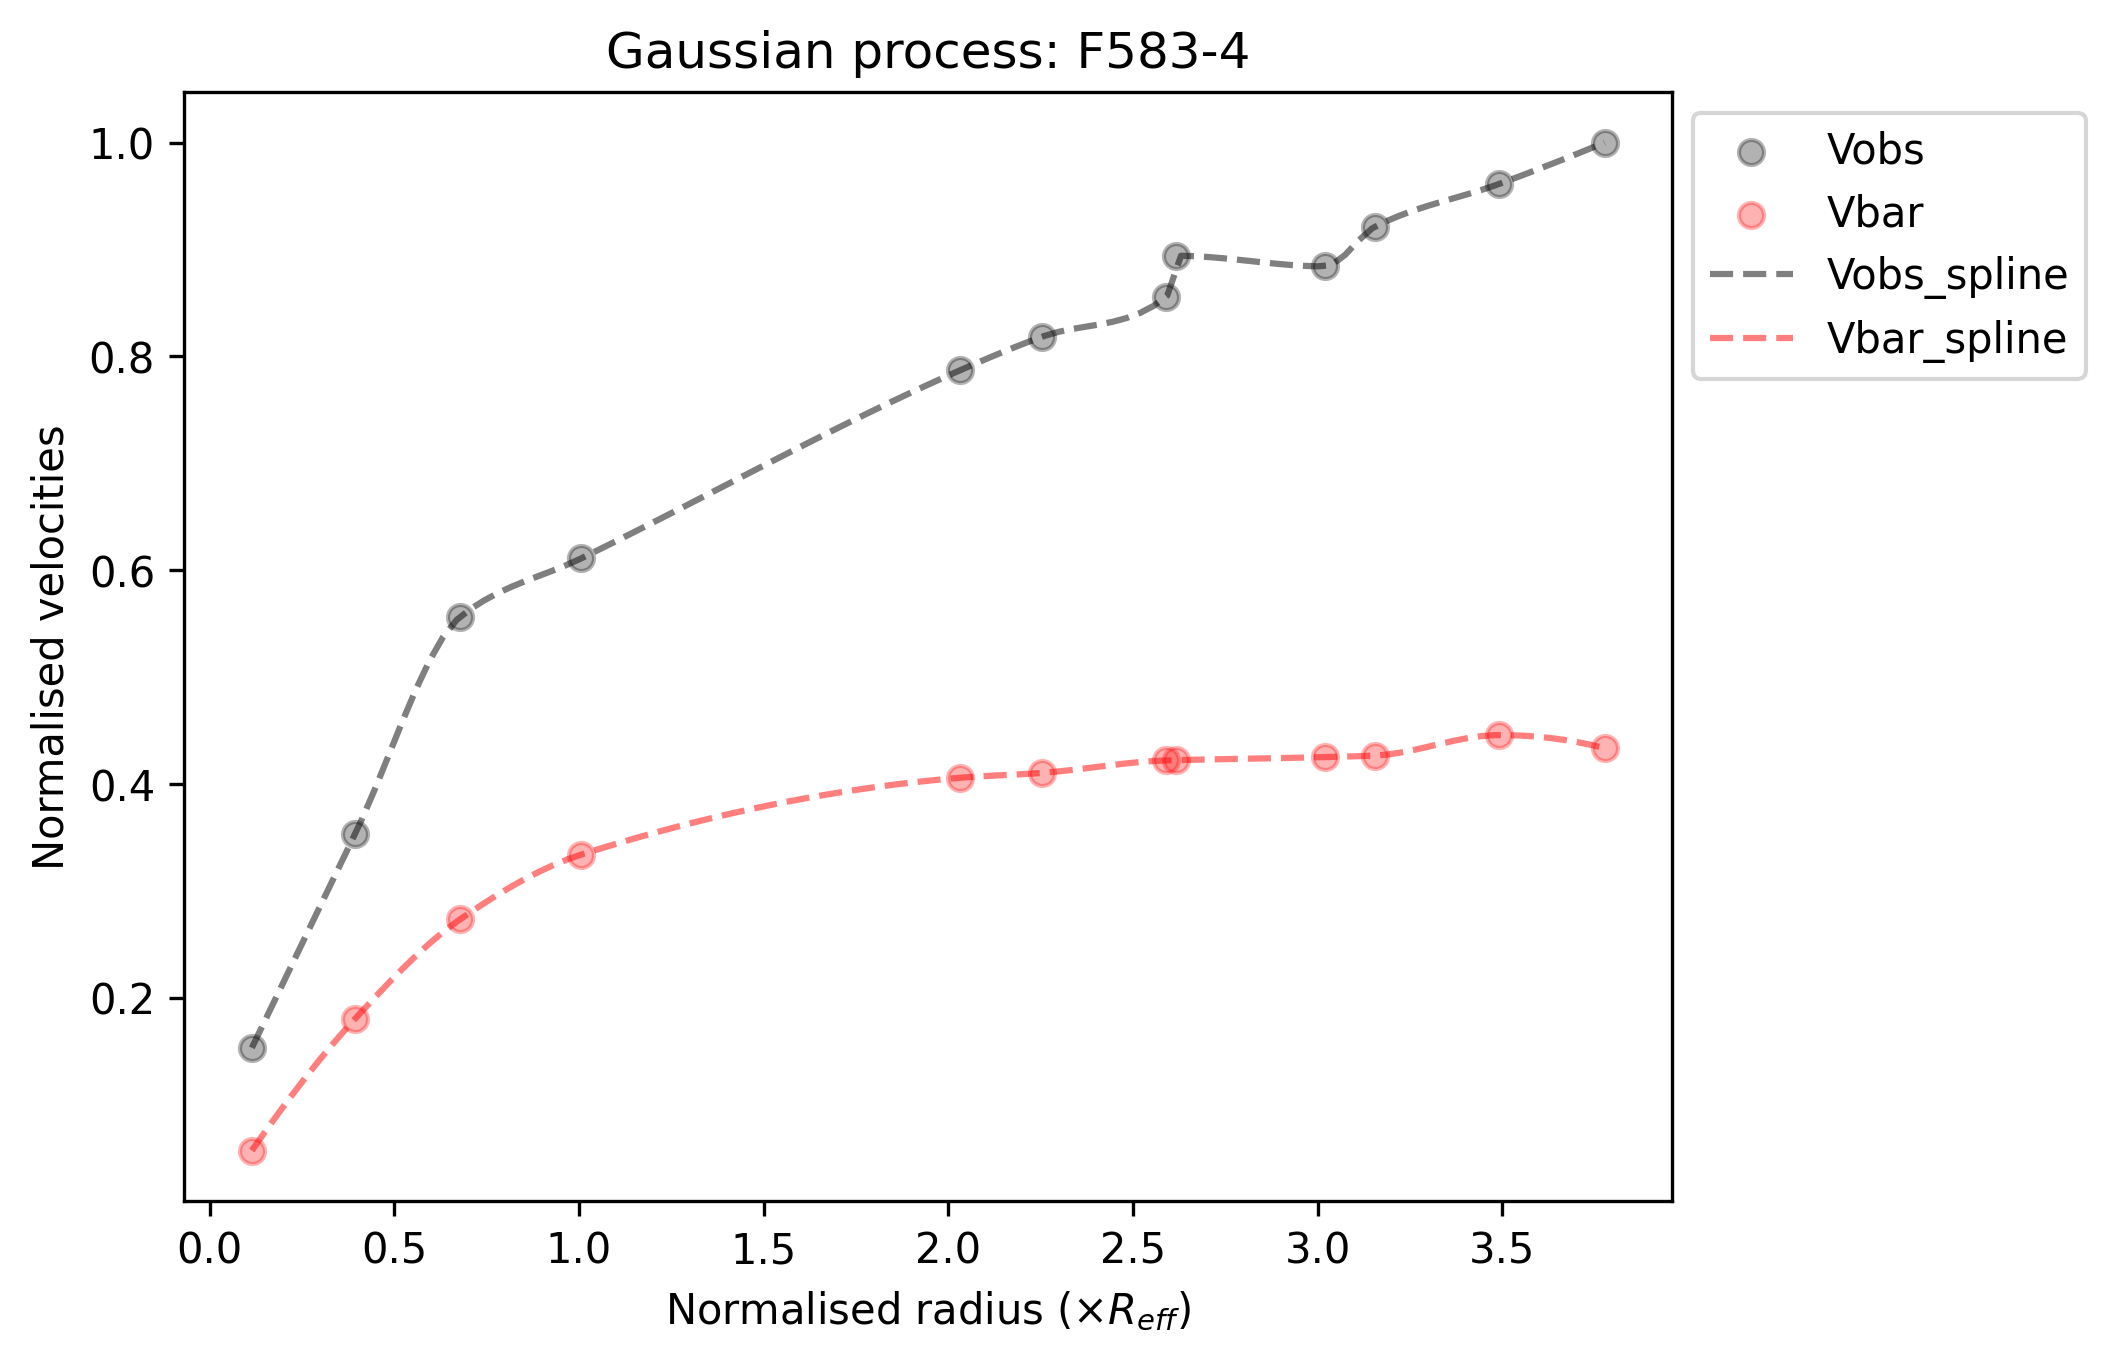 Gaussian process: F583-4
1.0
0.8
0.6
0.4
0.2
Normalised velocities
0.0 0.5 1.0 1.5 2.0 2.5 3.0 3.5
Normalised radius (×R_eff)
Vobs
Vbar
Vobs_spline
Vbar_spline